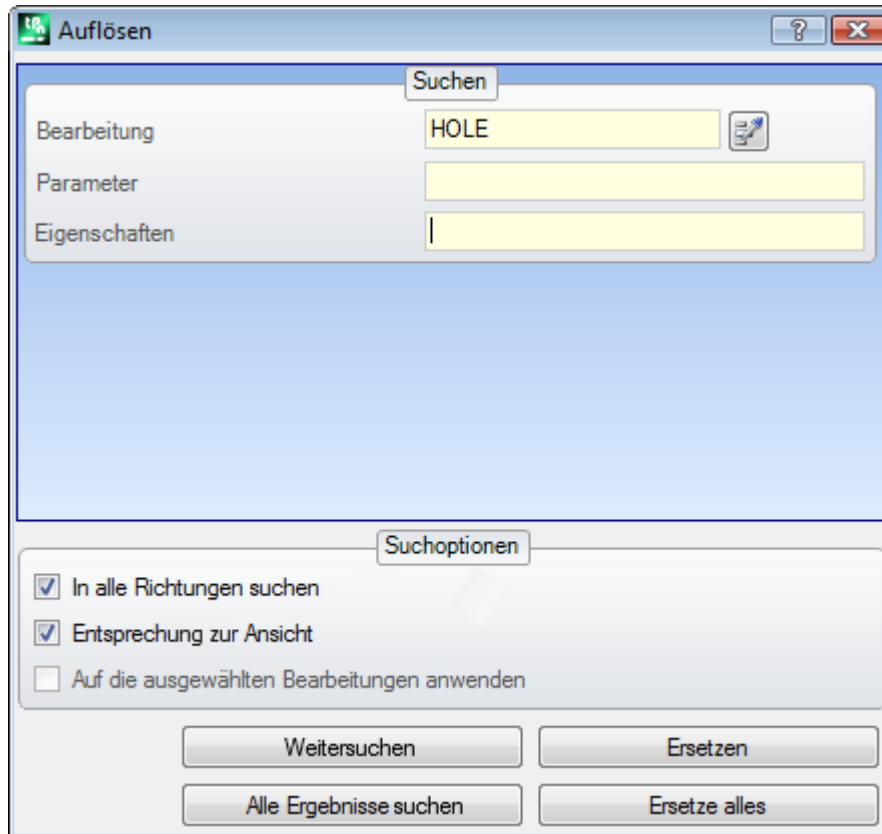 Auflösen
Suchen
Bearbeitung HOLE
Parameter
Eigenschaften
Suchoptionen
In alle Richtungen suchen
Entsprechung zur Ansicht
Auf die ausgewählten Bearbeitungen anwenden
Weitersuchen Ersetzen
Alle Ergebnisse suchen Ersetze alles